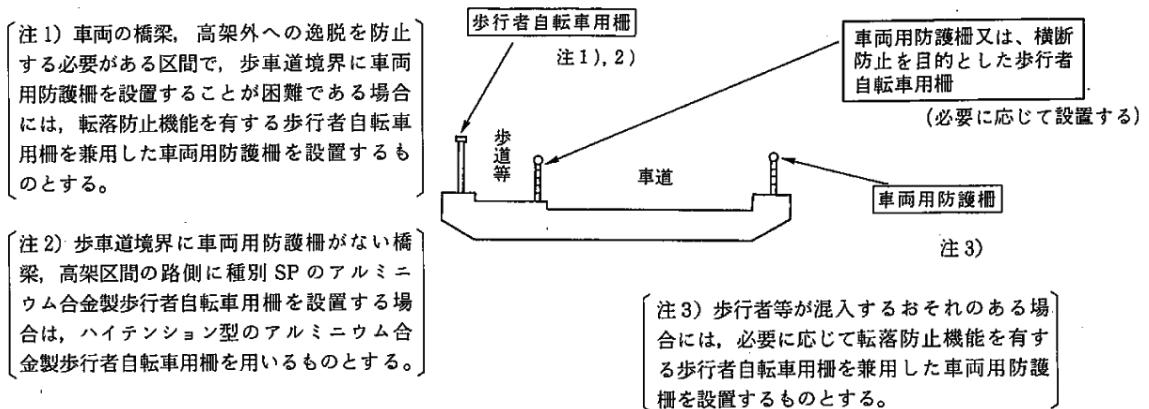 注1）車両の橋梁，高架外への逸脱を防止
する必要がある区間で，歩車道境界に車両
用防護柵を設置することが困難である場合
には，転落防止機能を有する歩行者自転車
用柵を兼用した車両用防護柵を設置するも
のとする。
注2）歩車道境界に車両用防護柵がない橋
梁，高架区間の路側に種別 SP のアルミニ
ウム合金製歩行者自転車用柵を設置する場
合は，ハイテンション型のアルミニウム合
金製歩行者自転車用柵を用いるものとする。
歩行者自転車用柵
注1），2）
車両用防護柵又は、横断
防止を目的とした歩行者
自転車用柵
（必要に応じて設置する）
歩道等
車道
車両用防護柵
注3）
注3）歩行者等が混入するおそれのある場
合には，必要に応じて転落防止機能を有す
る歩行者自転車用柵を兼用した車両用防護
柵を設置するものとする。